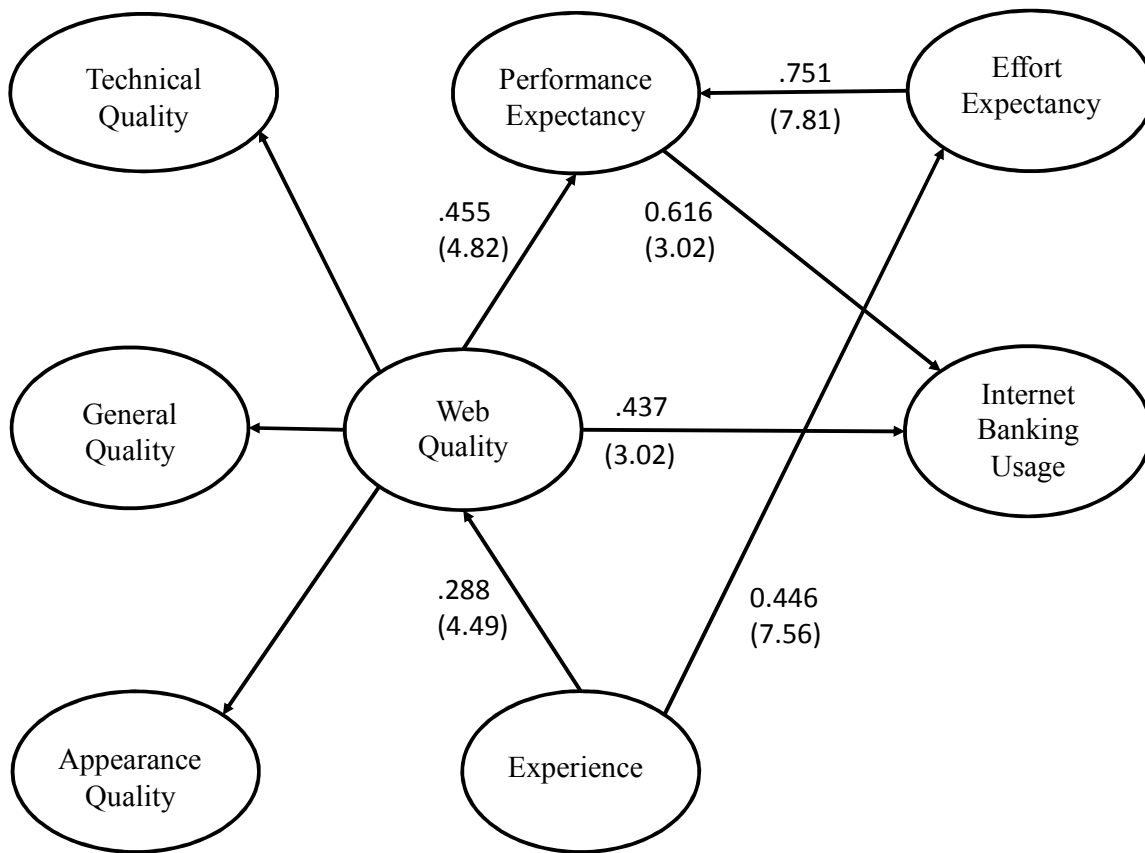 Technical
Quality
Performance
Expectancy
.751
(7.81)
Effort
Expectancy
.455
(4.82)
0.616
(3.02)
General
Quality
Web
Quality
.437
(3.02)
Internet
Banking
Usage
.288
(4.49)
0.446
(7.56)
Appearance
Quality
Experience